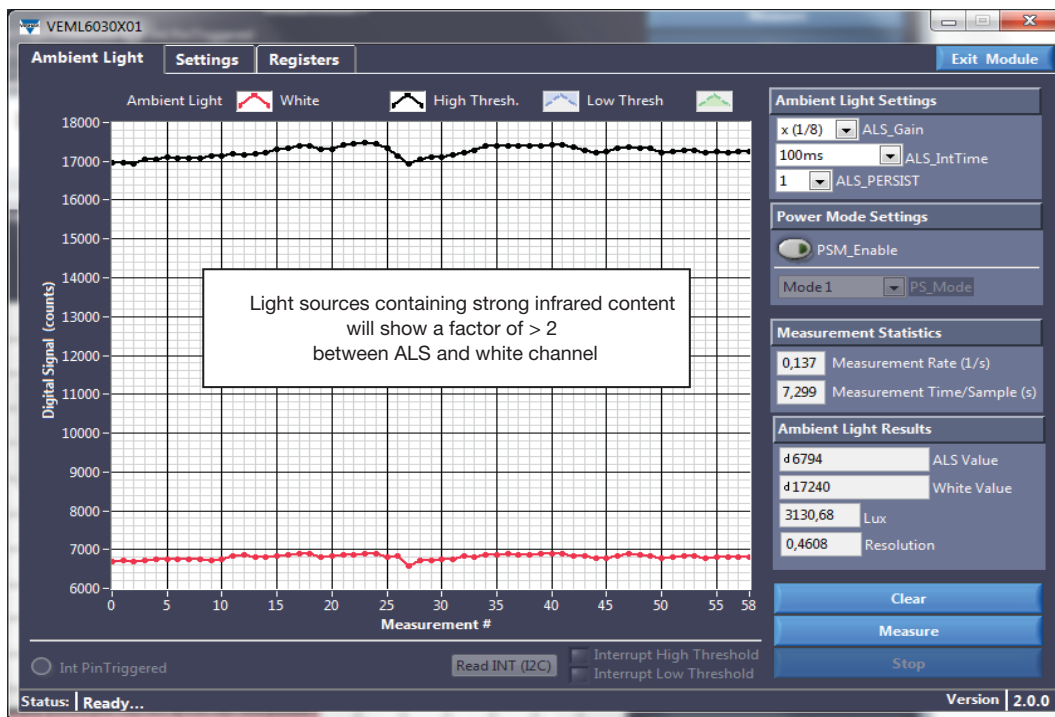 VEML6030X01
Ambient Light Settings Registers Exit Module
Ambient Light White High Thresh. Low Thresh
18000
17000
16000
15000
14000
13000
12000
11000
10000
9000
8000
7000
6000
Digital Signal (counts)
Light sources containing strong infrared content
will show a factor of > 2
between ALS and white channel
0 5 10 15 20 25 30 35 40 45 50 55 58
Measurement #
Ambient Light Settings
x (1/8) ALS_Gain
100ms ALS_IntTime
1 ALS_PERSIST
Power Mode Settings
PSM_Enable
Mode 1 PS_Mode
Measurement Statistics
0,137 Measurement Rate (1/s)
7,299 Measurement Time/Sample (s)
Ambient Light Results
d 6794 ALS Value
d 17240 White Value
3130,68 Lux
0,4608 Resolution
Clear
Measure
Stop
Int PinTriggered
Read INT (I2C)
Interrupt High Threshold
Interrupt Low Threshold
Status: Ready...
Version 2.0.0